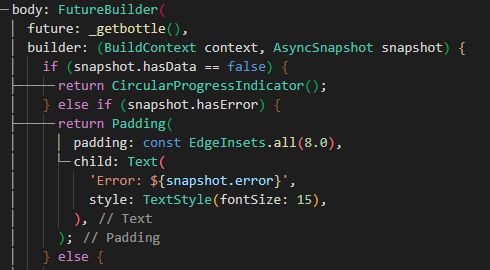 body: FutureBuilder(
future: _getbottle(),
builder: (BuildContext context, AsyncSnapshot snapshot) {
if (snapshot.hasData == false) {
return CircularProgressIndicator();
} else if (snapshot.hasError) {
return Padding(
padding: const EdgeInsets.all(8.0),
child: Text(
'Error: ${snapshot.error}',
style: TextStyle(fontSize: 15),
), // Text
); // Padding
} else {